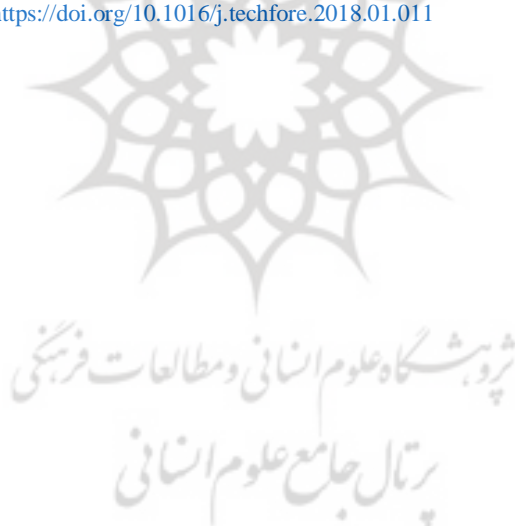 https://doi.org/10.1016/j.techfore.2018.01.011
پژوهشگاه علوم انسانی و مطالعات فرهنگی
پرتال جامع علوم انسانی